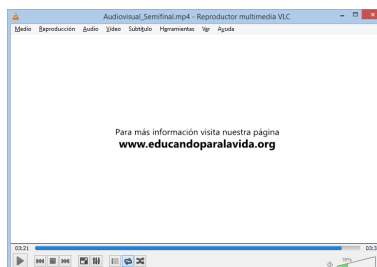 Audiovisual_Semifinal.mp4 - Reproductor multimedia VLC
Medio Reproducción Audio Vídeo Subtítulo Herramientas Ver Ayuda
Para más información visita nuestra página
www.educandoparalavida.org
03:21